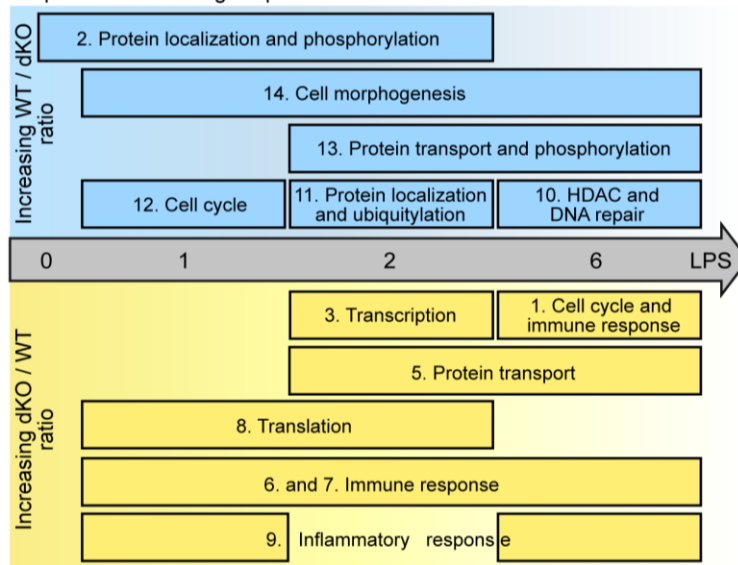 2. Protein localization and phosphorylation
14. Cell morphogenesis
13. Protein transport and phosphorylation
12. Cell cycle
11. Protein localization
and ubiquitylation
10. HDAC and
DNA repair
Increasing WT / dKO
ratio
0 1 2 6 LPS
3. Transcription
1. Cell cycle and
immune response
5. Protein transport
8. Translation
6. and 7. Immune response
9. Inflammatory response
Increasing dKO / WT
ratio